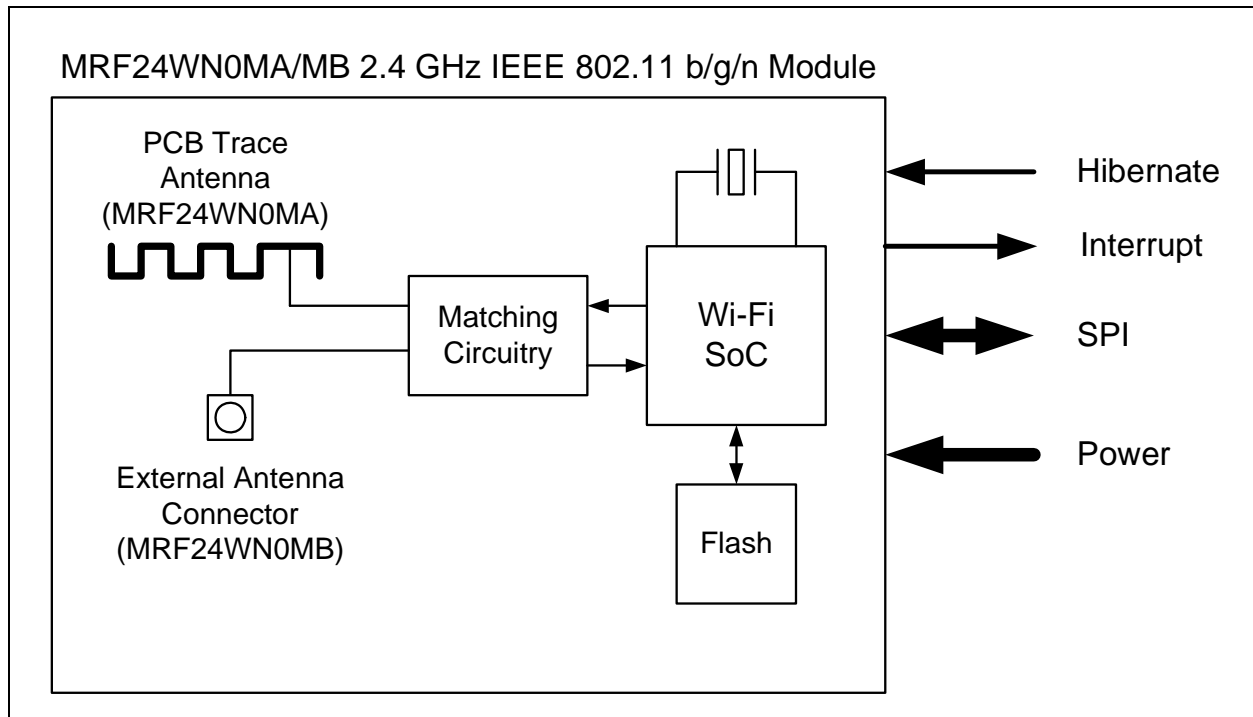 MRF24WN0MA/MB 2.4 GHz IEEE 802.11 b/g/n Module
PCB Trace
Antenna
(MRF24WN0MA)
Matching
Circuitry
Wi-Fi
SoC
External Antenna
Connector
(MRF24WN0MB)
Flash
Hibernate
Interrupt
SPI
Power